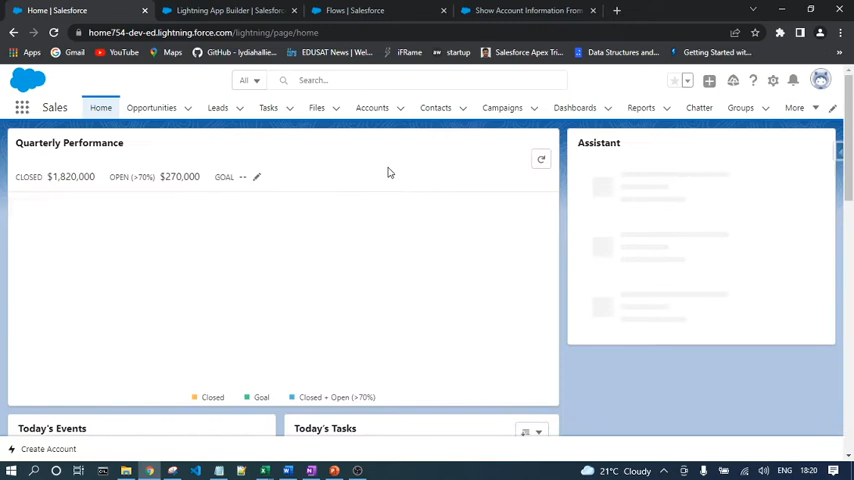 Home | Salesforce
Lightning App Builder | Salesfor
Flows | Salesforce
Show Account Information From
home754-dev-ed.lightning.force.com/lightning/page/home
Apps
Gmail
YouTube
Maps
GitHub - lydiahallie...
EDUSAT News | Wel...
iFRame
startup
Salesforce Apex Tri...
Data Structures and...
Getting Started wit...
All
Search...
Sales
Home
Opportunities
Leads
Tasks
Files
Accounts
Contacts
Campaigns
Dashboards
Reports
Chatter
Groups
More
Quarterly Performance
CLOSED $1,820,000 OPEN (>70%) $270,000 GOAL --
Closed
Goal
Closed + Open (>70%)
Assistant
Today's Events
Today's Tasks
Create Account
21°C Cloudy
ENG
18:20